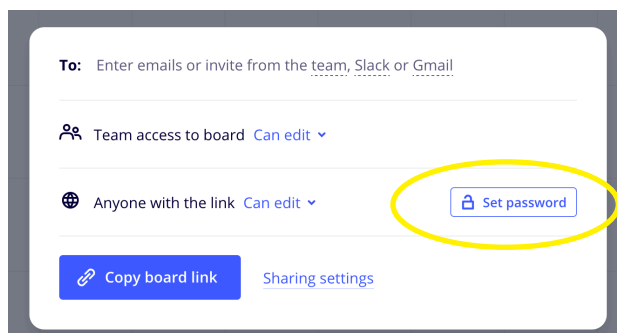 To: Enter emails or invite from the team, Slack or Gmail
Team access to board Can edit
Anyone with the link Can edit Set password
Copy board link Sharing settings